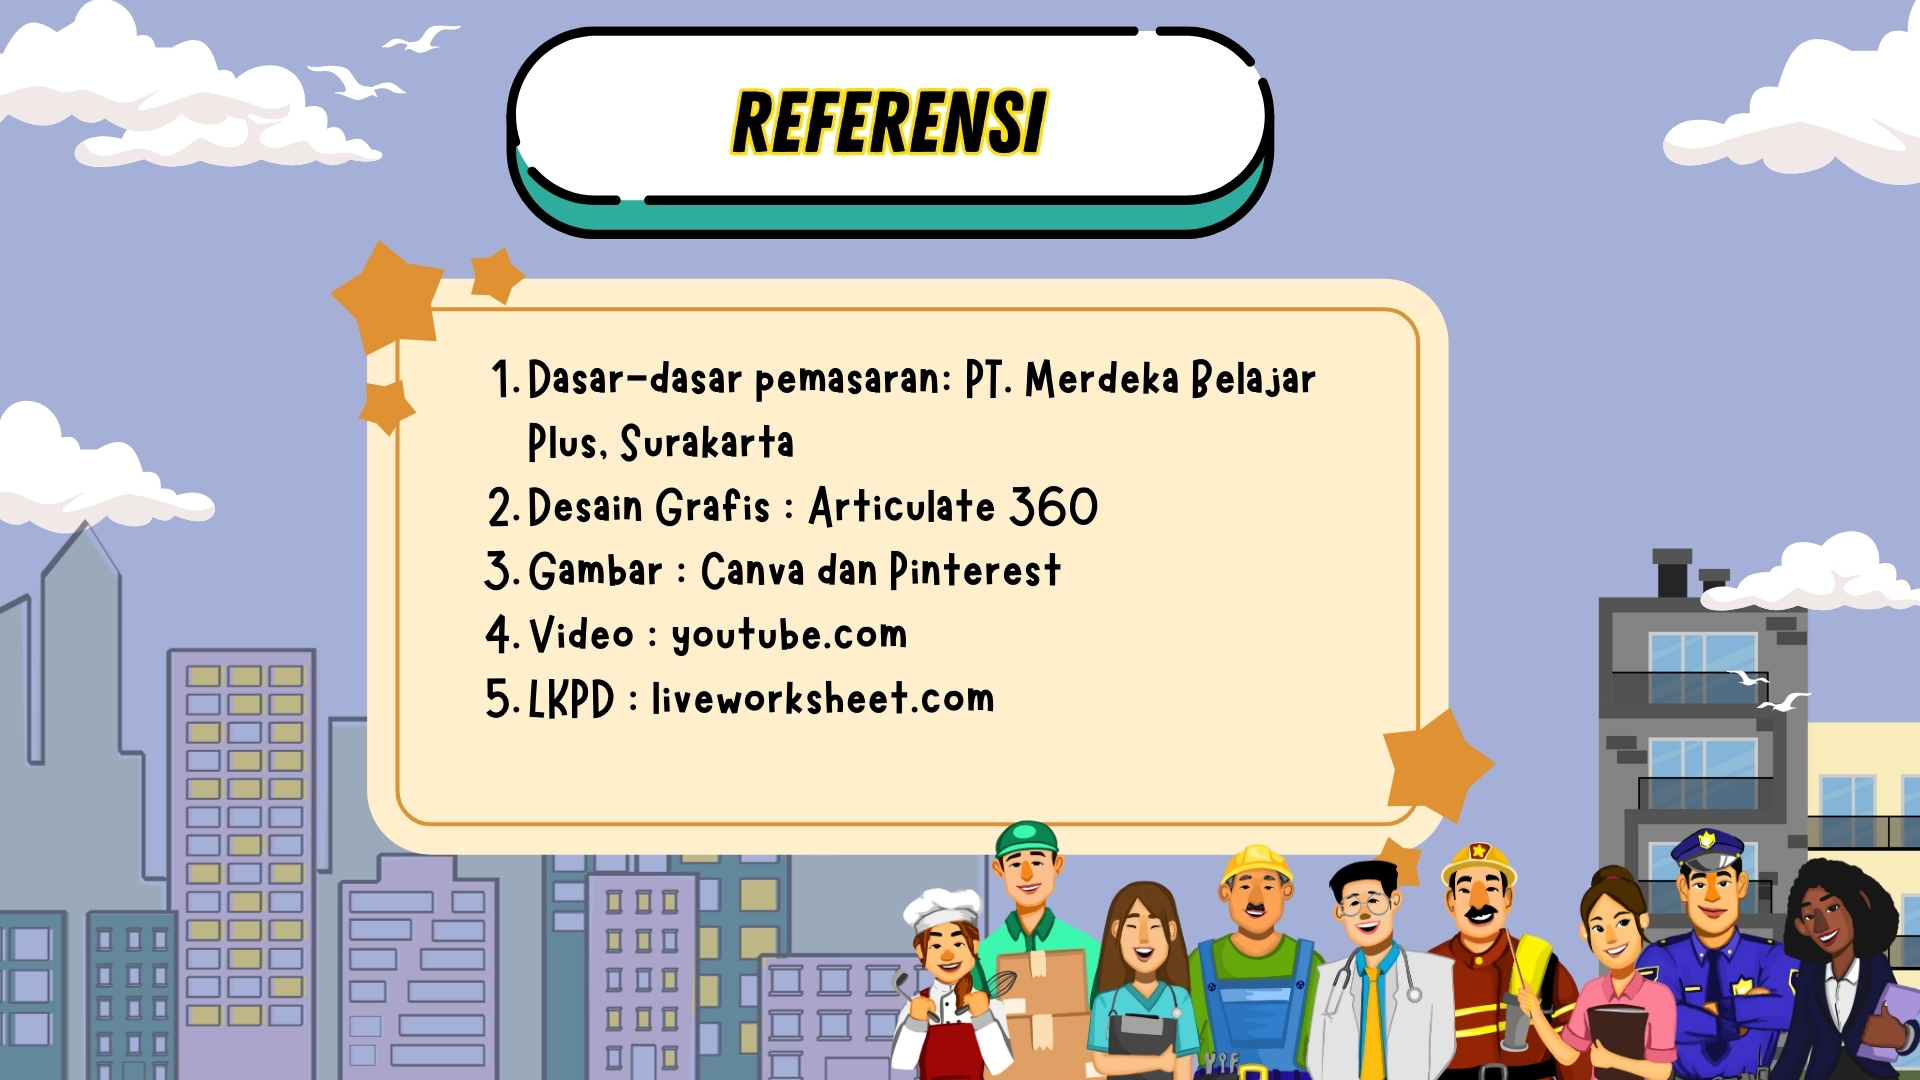 REFERENSI
1. Dasar-dasar pemasaran: PT. Merdeka Belajar
Plus, Surakarta
2. Desain Grafis : Articulate 360
3. Gambar : Canva dan Pinterest
4. Video : youtube.com
5. LKPD : liveworksheet.com